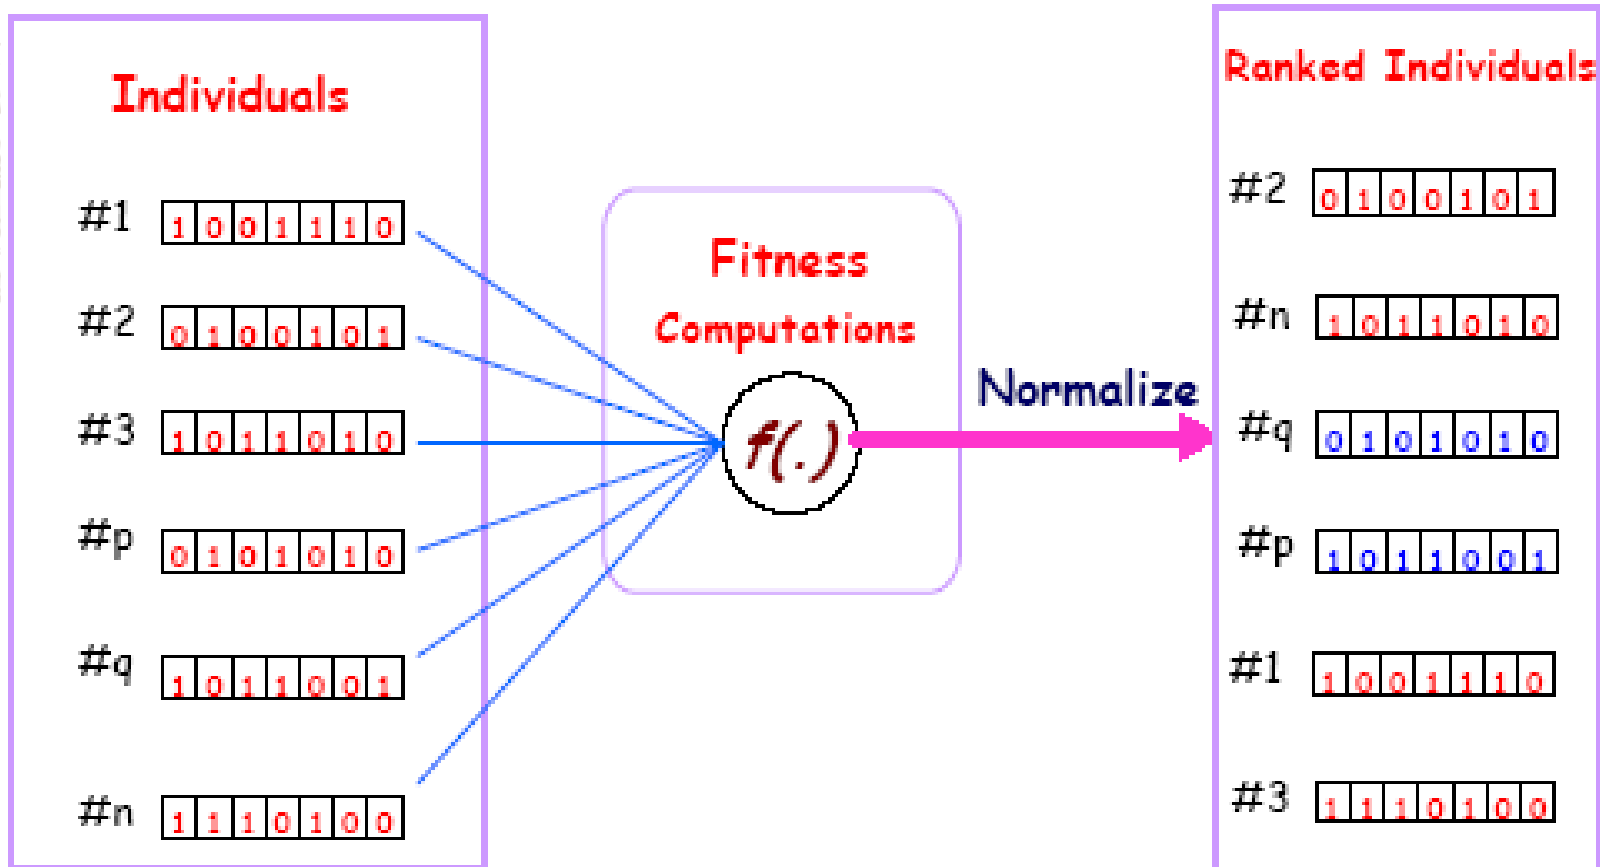 Individuals
#1 1 0 0 1 1 1 0
#2 0 1 0 0 1 0 1
#3 1 0 1 1 0 1 0
#p 0 1 0 1 0 1 0
#q 1 0 1 1 0 0 1
#n 1 1 1 0 1 0 0
Fitness
Computations
f(.)
Normalize
Ranked Individuals
#2 0 1 0 0 1 0 1
#n 1 0 1 1 0 1 0
#q 0 1 0 1 0 1 0
#p 1 0 1 1 0 0 1
#1 1 0 0 1 1 1 0
#3 1 1 1 0 1 0 0